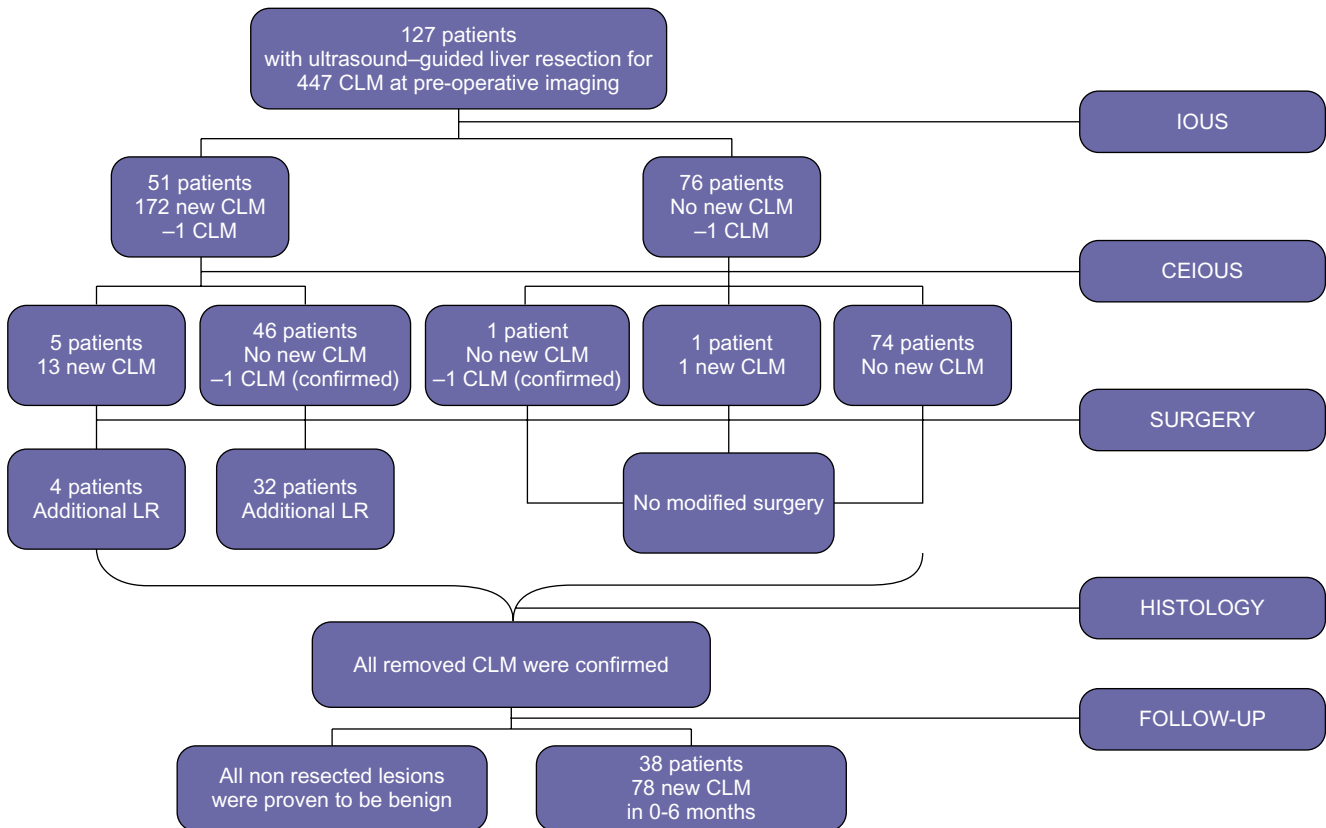 127 patients
with ultrasound–guided liver resection for
447 CLM at pre-operative imaging
IOUS
51 patients
172 new CLM
–1 CLM
76 patients
No new CLM
–1 CLM
CEIOUS
5 patients
13 new CLM
46 patients
No new CLM
–1 CLM (confirmed)
1 patient
No new CLM
–1 CLM (confirmed)
1 patient
1 new CLM
74 patients
No new CLM
SURGERY
4 patients
Additional LR
32 patients
Additional LR
No modified surgery
HISTOLOGY
All removed CLM were confirmed
FOLLOW-UP
All non resected lesions
were proven to be benign
38 patients
78 new CLM
in 0-6 months